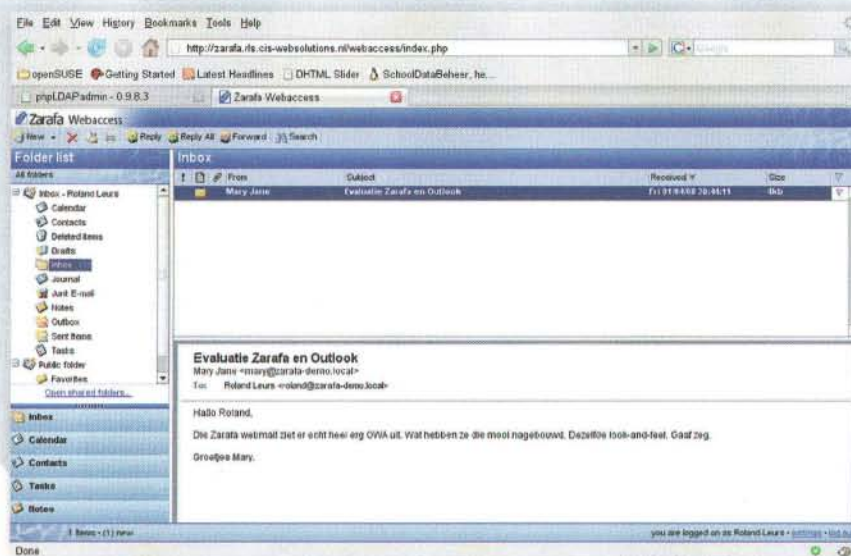 File Edit View History Bookmarks Tools Help
http://zarafa.rls.cis-websolutions.nl/webaccess/index.php
Google
openSUSE Getting Started Latest Headlines DHTML Slider SchoolDataBeheer, he...
phpLDAPadmin - 0.9.8.3 Zarafa Webaccess
Zarafa Webaccess
New Reply Reply All Forward Search
Folder list
Inbox
All folders
From Subject Received Size
Mary Jane Evaluatie Zarafa en Outlook
Inbox - Roland Leurs
Calendar
Contacts
Deleted Items
Drafts
Inbox
Journal
Junk E-mail
Notes
Outbox
Sent Items
Tasks
Public folder
Favorites
Open shared folders...
Inbox
Calendar
Contacts
Tasks
Notes
Evaluatie Zarafa en Outlook
Mary Jane <mary@zarafa-demo.local>
To: Roland Leurs <roland@zarafa-demo.local>
Hallo Roland,
Die Zarafa webmail ziet er echt heel erg OWA uit. Wat hebben ze die mooi nagebouwd. Dezelfde look-and-feel. Gaaf zeg.
Groetjes Mary.
1 Items - (1) new
you are logged on as Roland Leurs - settings -
Done